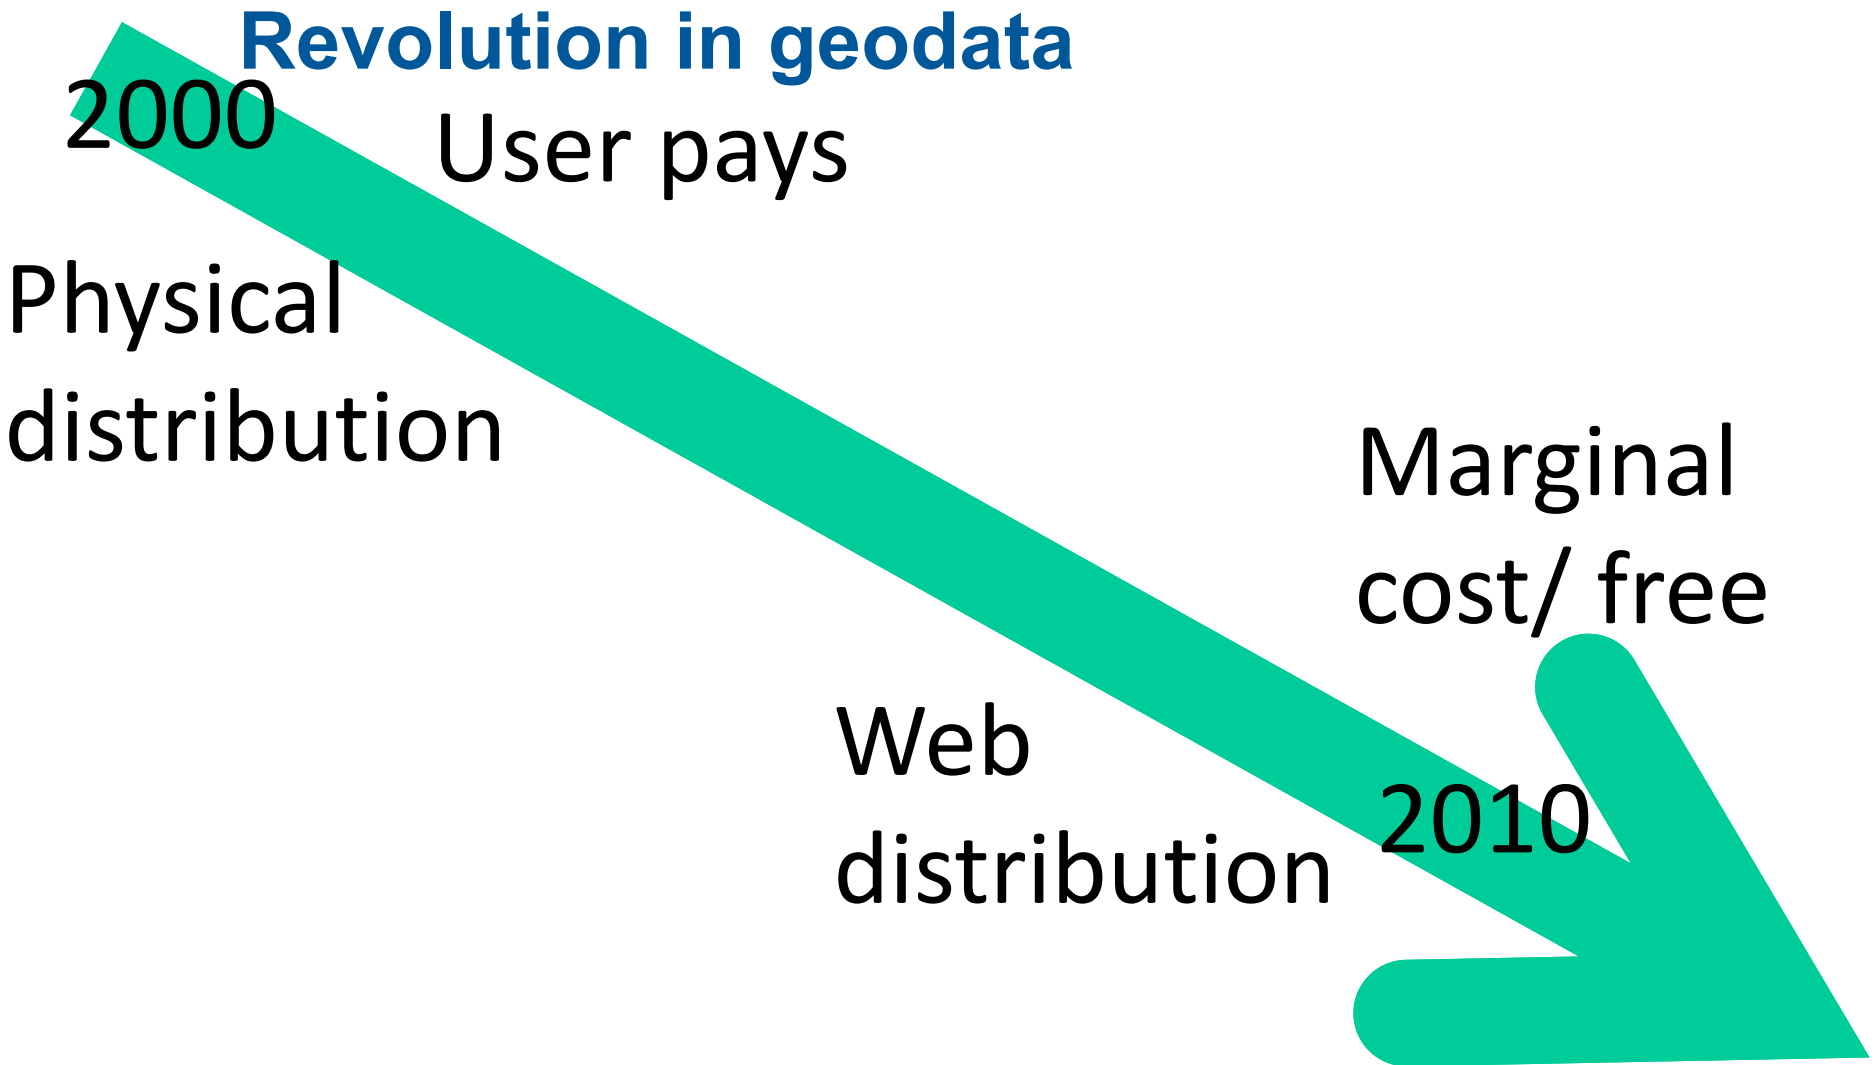 Revolution in geodata
2000
User pays
Physical
distribution
Marginal
cost/ free
Web
distribution
2010